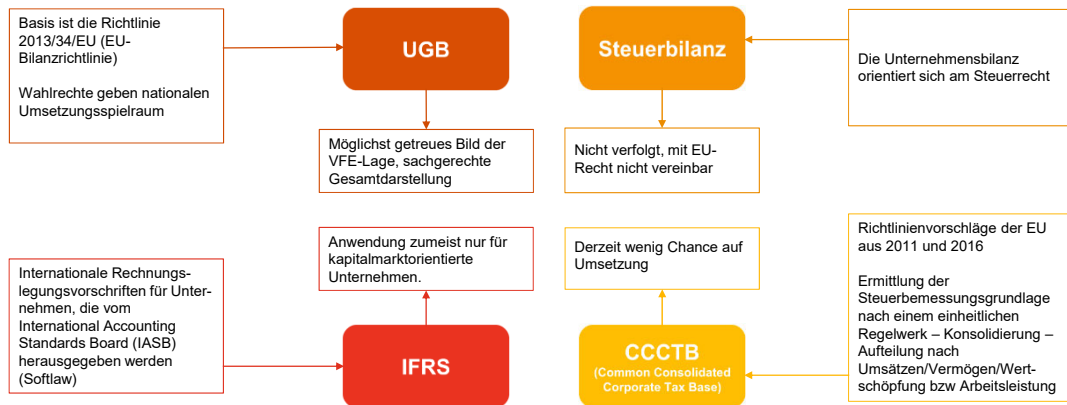 Basis ist die Richtlinie
2013/34/EU (EU-
Bilanzrichtlinie)
Wahlrechte geben nationalen
Umsetzungsspielraum
UGB
Möglichst getreues Bild der
VFE-Lage, sachgerechte
Gesamtdarstellung
Steuerbilanz
Die Unternehmensbilanz
orientiert sich am Steuerrecht
Nicht verfolgt, mit EU-
Recht nicht vereinbar
Internationale Rechnungs-
legungsvorschriften für Unter-
nehmen, die vom
International Accounting
Standards Board (IASB)
herausgegeben werden
(Softlaw)
Anwendung zumeist nur für
kapitalmarktorientierte
Unternehmen.
IFRS
Derzeit wenig Chance auf
Umsetzung
CCCTB
(Common Consolidated
Corporate Tax Base)
Richtlinienvorschläge der EU
aus 2011 und 2016
Ermittlung der
Steuerbemessungsgrundlage
nach einem einheitlichen
Regelwerk – Konsolidierung –
Aufteilung nach
Umsätzen/Vermögen/Wert-
schöpfung bzw Arbeitsleistung